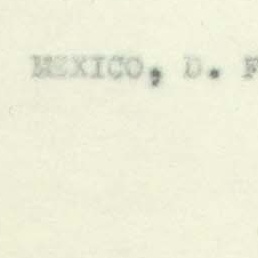 MEXICO, D. F